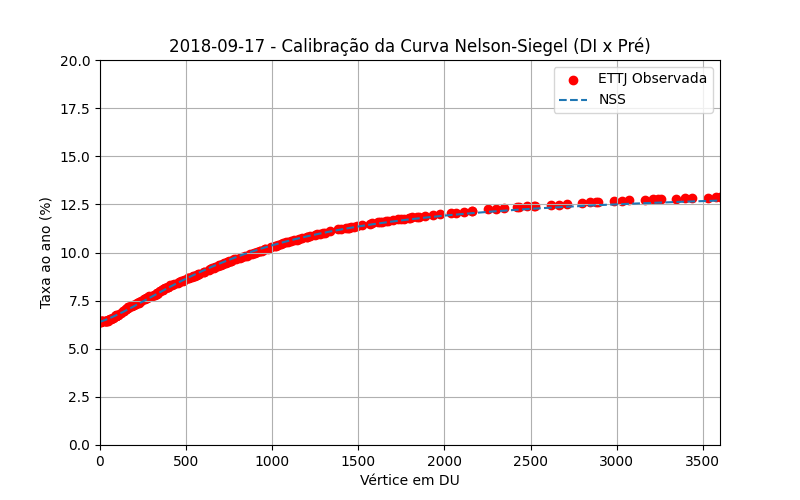 2018-09-17 - Calibração da Curva Nelson-Siegel (DI x Pré)
20.0
17.5
15.0
12.5
10.0
7.5
5.0
2.5
0.0
Taxa ao ano (%)
ETTJ Observada
NSS
0 500 1000 1500 2000 2500 3000 3500
Vértice em DU